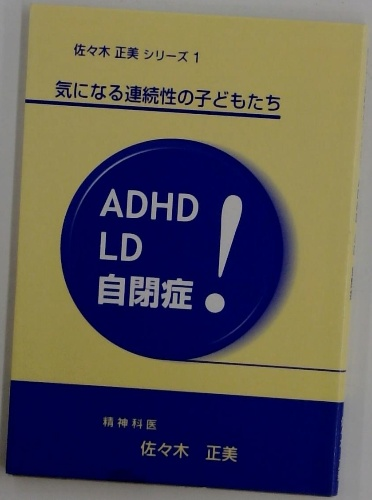 佐々木 正美 シリーズ 1
気になる連続性の子どもたち
ADHD
LD
自閉症
!
精神科医
佐々木 正美